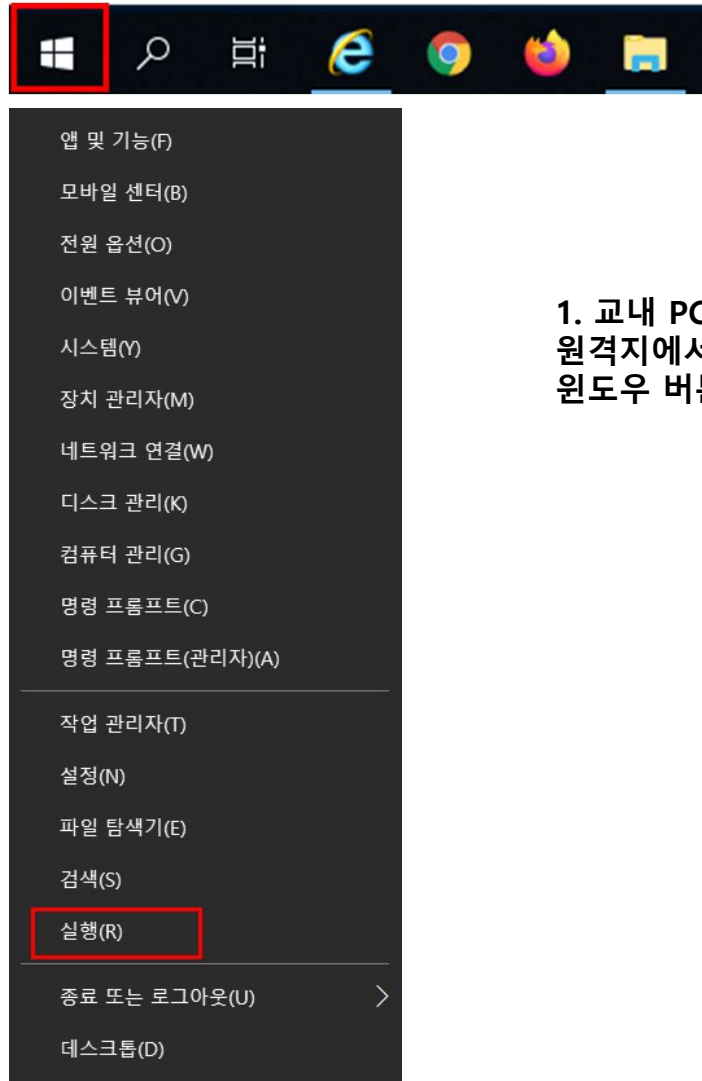 앱 및 기능(F)
모바일 센터(B)
전원 옵션(O)
이벤트 뷰어(V)
시스템(Y)
장치 관리자(M)
네트워크 연결(W)
디스크 관리(K)
컴퓨터 관리(G)
명령 프롬프트(C)
명령 프롬프트(관리자)(A)
작업 관리자(T)
설정(N)
파일 탐색기(E)
검색(S)
실행(R)
종료 또는 로그아웃(U)
데스크톱(D)
1. 교내
윈도우